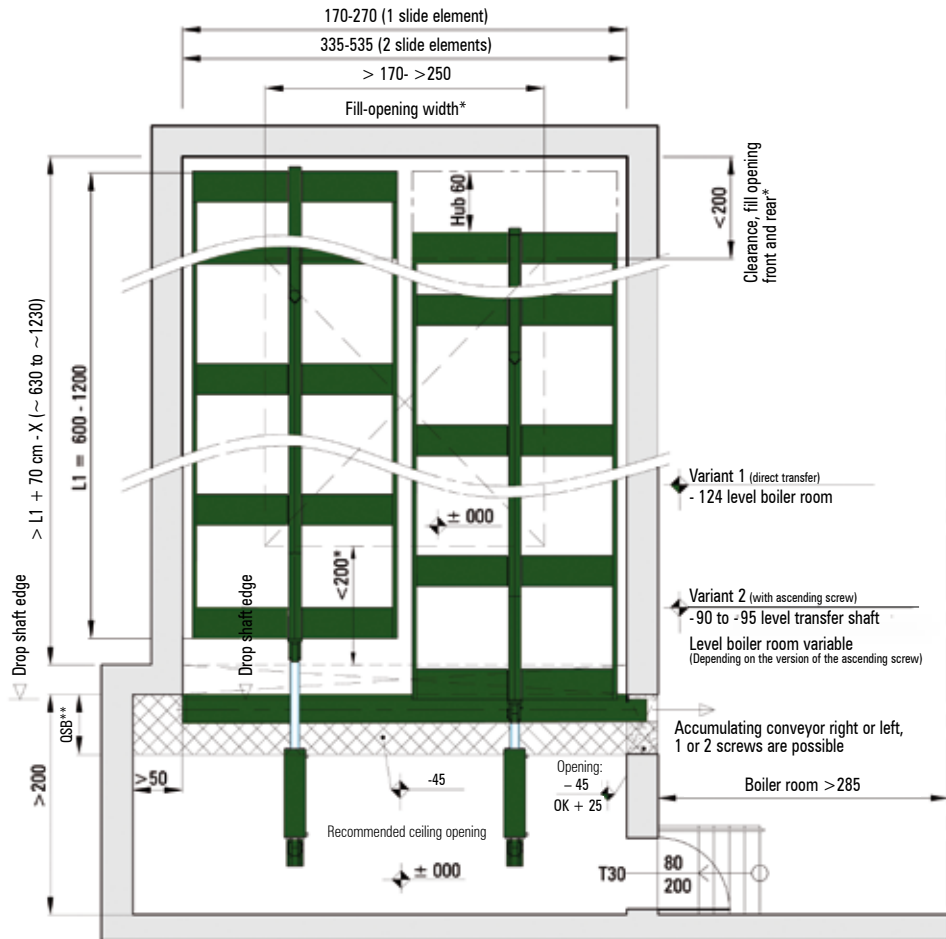 170-270 (1 slide element)
335-535 (2 slide elements)
> 170- >250
Fill-opening width*
Hub 60
<200
Clearance, fill opening
front and rear*
> L1 + 70 cm - X (~ 630 to ~1230)
L1 = 600 - 1200
Variant 1 (direct transfer)
- 124 level boiler room
± 000
<200*
Drop shaft edge
Drop shaft edge
Variant 2 (with ascending screw)
- 90 to - 95 level transfer shaft
Level boiler room variable
(Depending on the version of the ascending screw)
QSB**
Accumulating conveyor right or left,
1 or 2 screws are possible
>200
>50
-45
Opening:
– 45
OK + 25
Boiler room >285
Recommended ceiling opening
± 000
T30
80
200